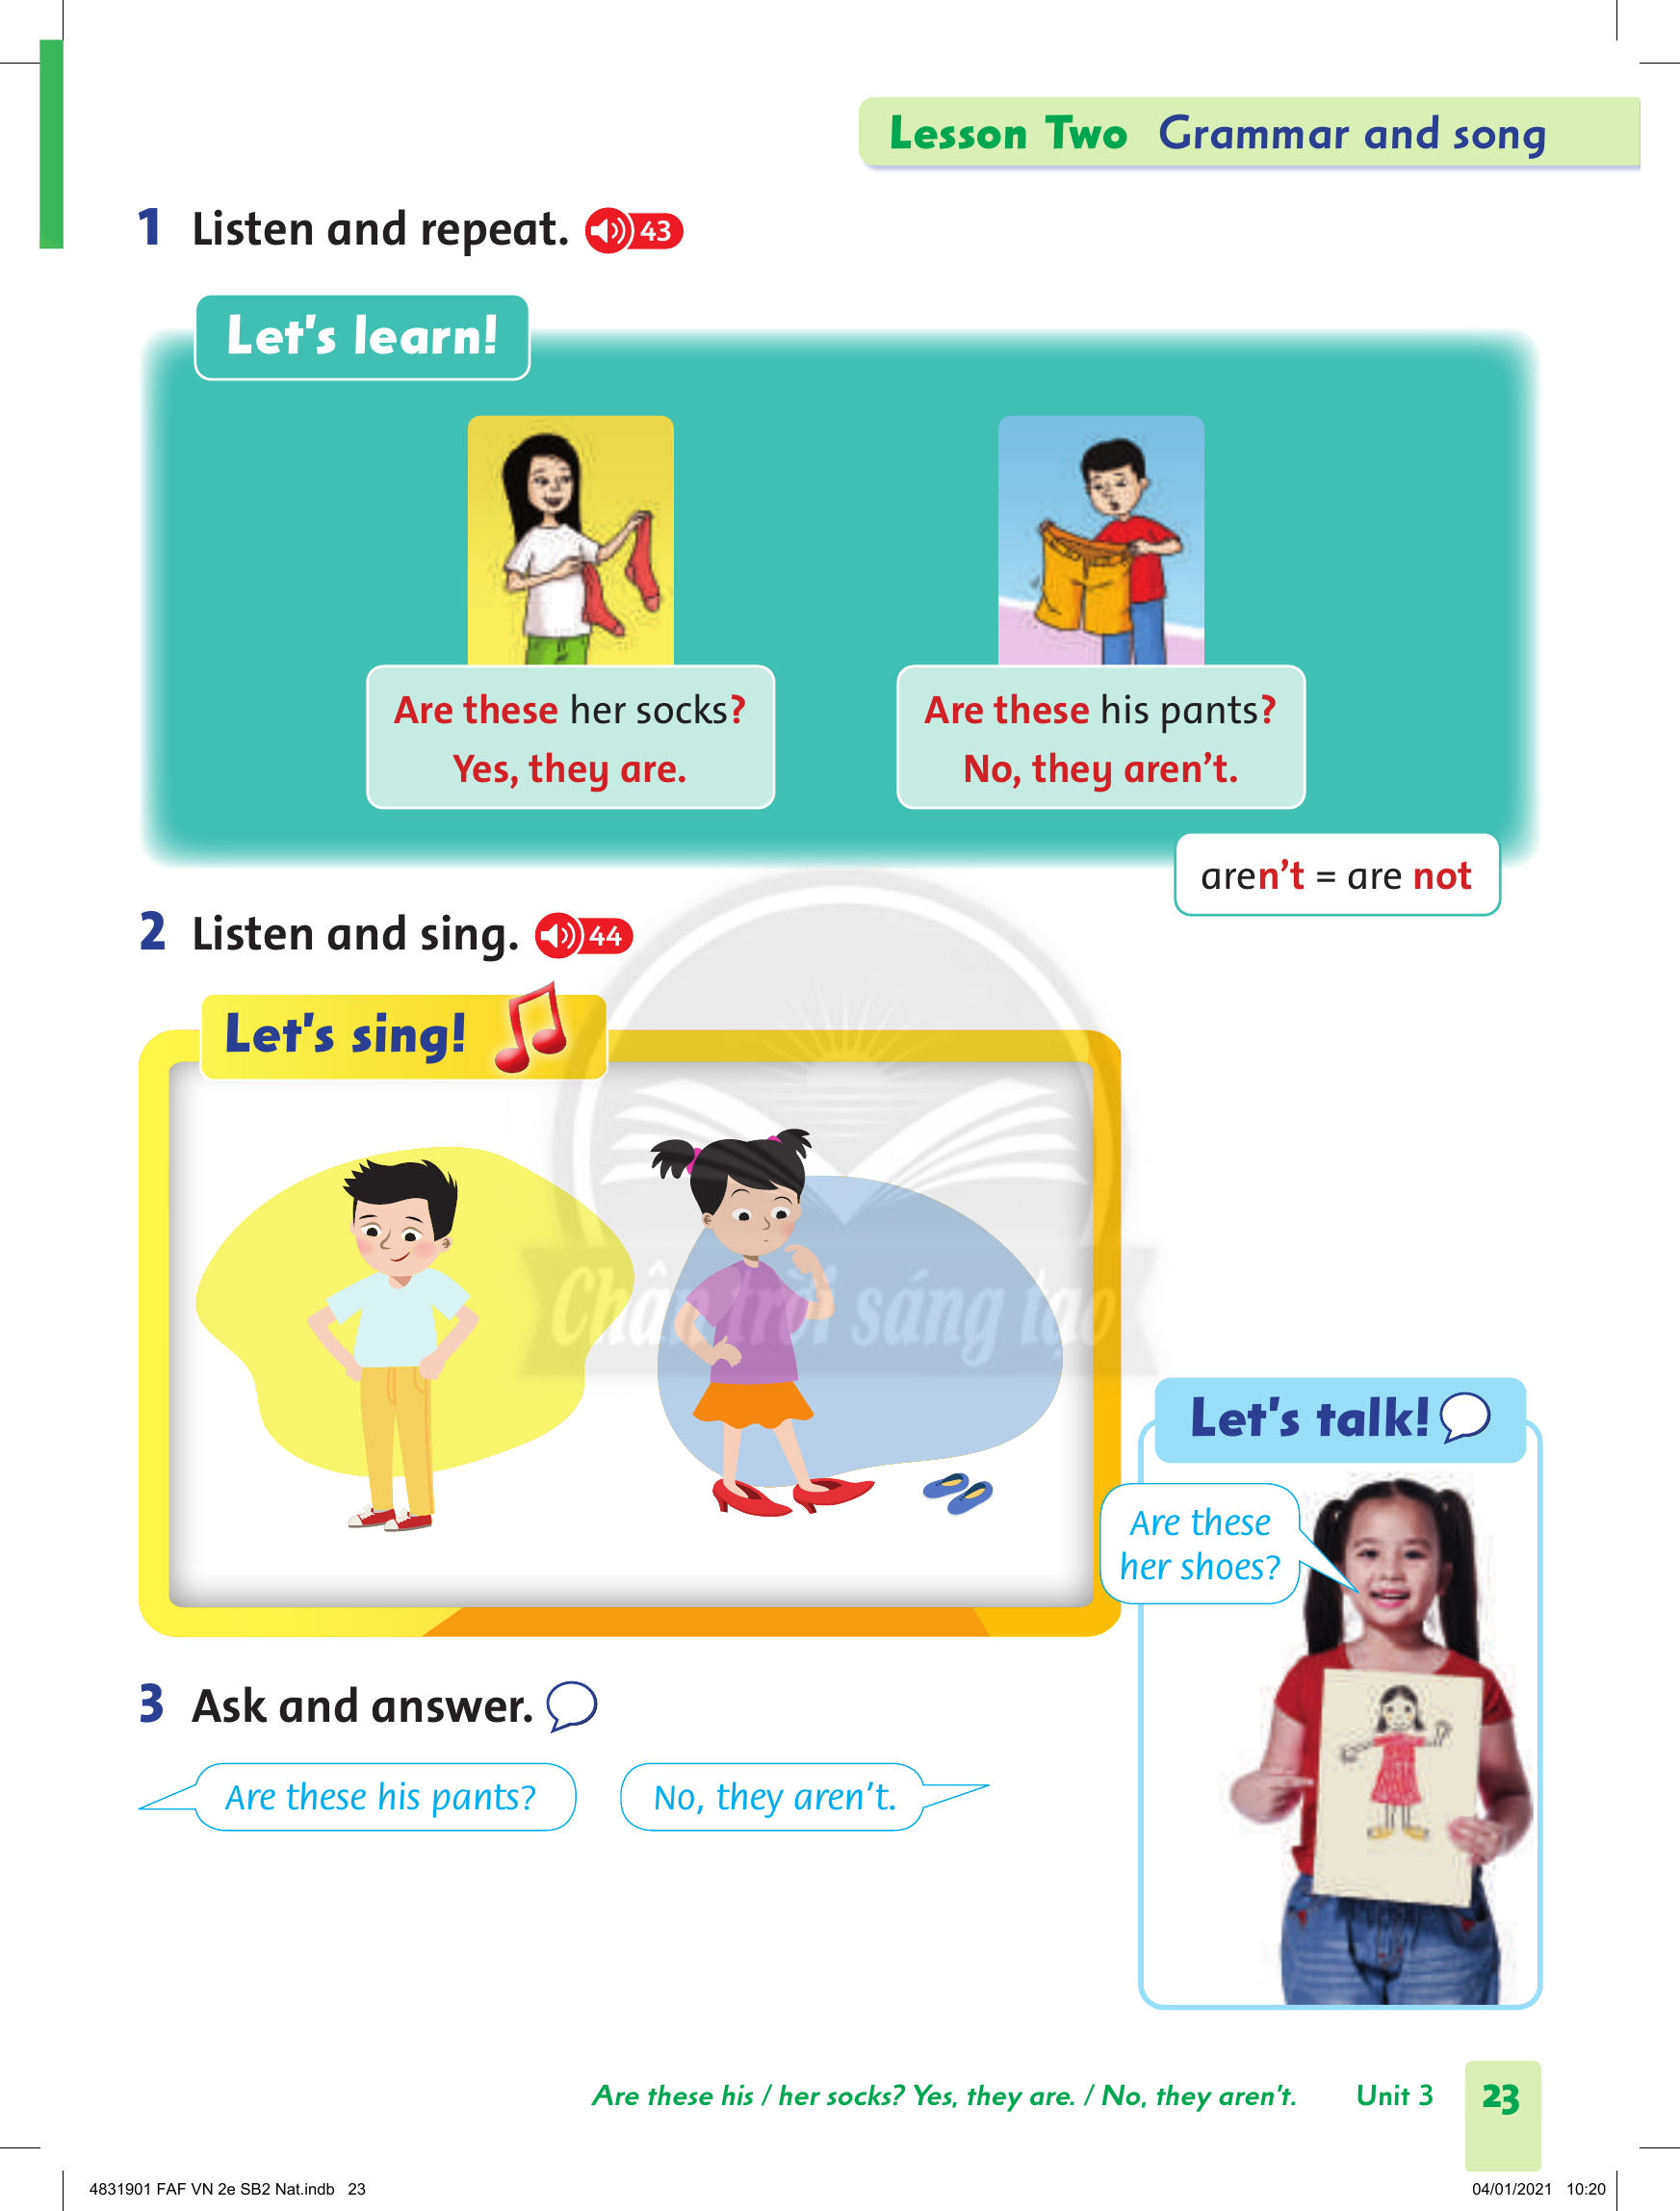 Lesson Two Grammar and song
1 Listen and repeat. 43
Let's learn!
Are these her socks?
Yes, they are.
Are these his pants?
No, they aren't.
aren't = are not
2 Listen and sing. 44
Let's sing!
Chân trời sáng tạo
Let's talk!
Are these
her shoes?
3 Ask and answer.
Are these his pants?
No, they aren't.
Are these his / her socks? Yes, they are. / No, they aren't. Unit 3 23
4831901 FAF VN 2e SB2 Nat.indb 23
04/01/2021 10:20